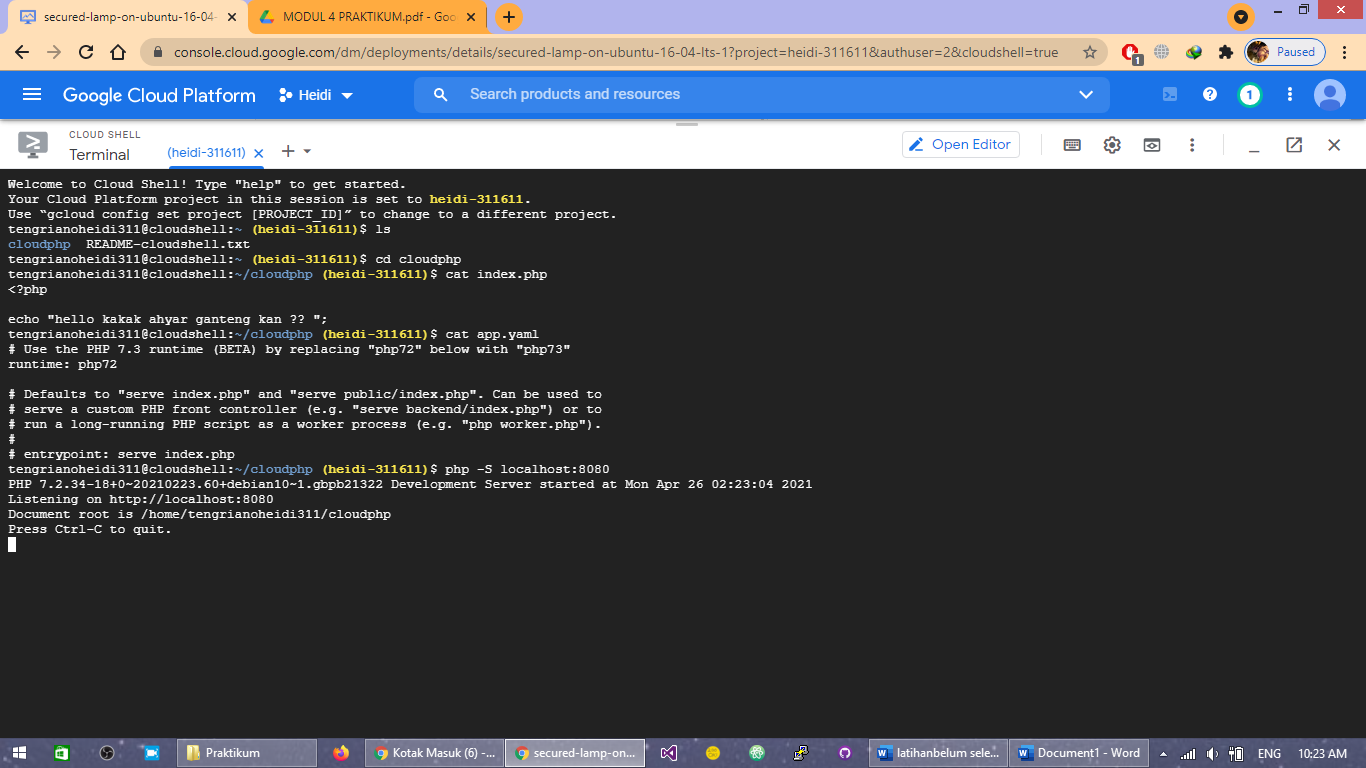 secured-lamp-on-ubuntu-16-04-
MODUL 4 PRAKTIKUM.pdf - Goo
console.cloud.google.com/dm/deployments/details/secured-lamp-on-ubuntu-16-04-lts-1?project=heidi-311611&authuser=2&cloudshell=true
1
Paused
Google Cloud Platform
Heidi
Search products and resources
1
CLOUD SHELL
Terminal
(heidi-311611)
Open Editor
Welcome to Cloud Shell! Type "help" to get started.
Your Cloud Platform project in this session is set to heidi-311611.
Use “gcloud config set project [PROJECT_ID]” to change to a different project.
tengrianoheidi311@cloudshell:~ (heidi-311611)$ ls
cloudphp  README-cloudshell.txt
tengrianoheidi311@cloudshell:~ (heidi-311611)$ cd cloudphp
tengrianoheidi311@cloudshell:~/cloudphp (heidi-311611)$ cat index.php
<?php
echo "hello kakak ahyar ganteng kan ?? ";
tengrianoheidi311@cloudshell:~/cloudphp (heidi-311611)$ cat app.yaml
# Use the PHP 7.3 runtime (BETA) by replacing "php72" below with "php73"
runtime: php72
# Defaults to "serve index.php" and "serve public/index.php". Can be used to
# serve a custom PHP front controller (e.g. "serve backend/index.php") or to
# run a long-running PHP script as a worker process (e.g. "php worker.php").
#
# entrypoint: serve index.php
tengrianoheidi311@cloudshell:~/cloudphp (heidi-311611)$ php -S localhost:8080
PHP 7.2.34-18+0~20210223.60+debian10~1.gbpb21322 Development Server started at Mon Apr 26 02:23:04 2021
Listening on http://localhost:8080
Document root is /home/tengrianoheidi311/cloudphp
Press Ctrl-C to quit.
Praktikum
Kotak Masuk (6) -...
secured-lamp-on...
latihanbelum sele...
Document1 - Word
ENG
10:23 AM